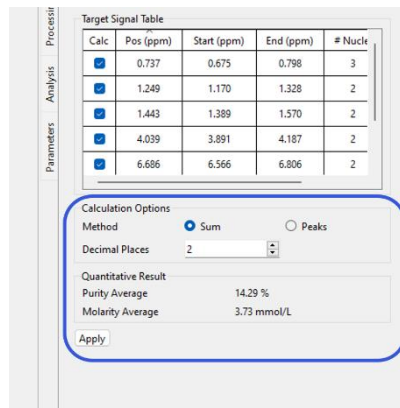 Processin
Analysis
Parameters
Target Signal Table
Calc Pos (ppm) Start (ppm) End (ppm) # Nucle
0.737 0.675 0.798 3
1.249 1.170 1.328 2
1.443 1.389 1.570 2
4.039 3.891 4.187 2
6.686 6.566 6.806 2
Calculation Options
Method Sum Peaks
Decimal Places 2
Quantitative Result
Purity Average 14.29 %
Molarity Average 3.73 mmol/L
Apply